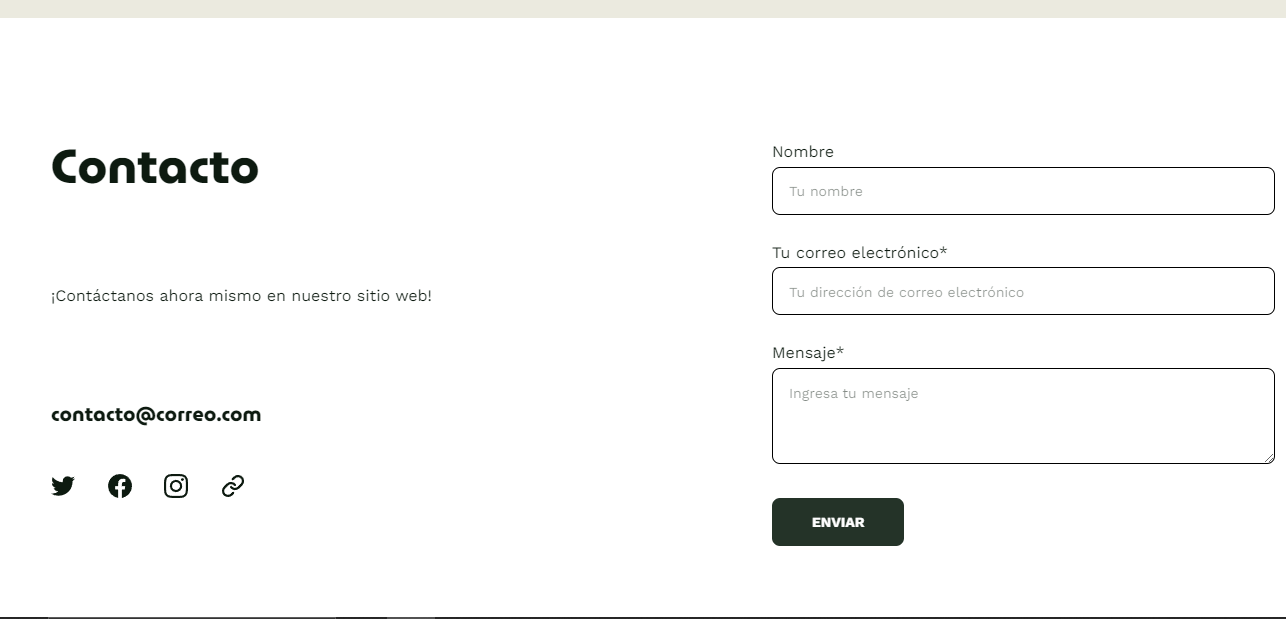 Contacto
¡Contáctanos ahora mismo en nuestro sitio web!
contacto@correo.com
Nombre
Tu nombre
Tu correo electrónico*
Tu dirección de correo electrónico
Mensaje*
Ingresa tu mensaje
ENVIAR